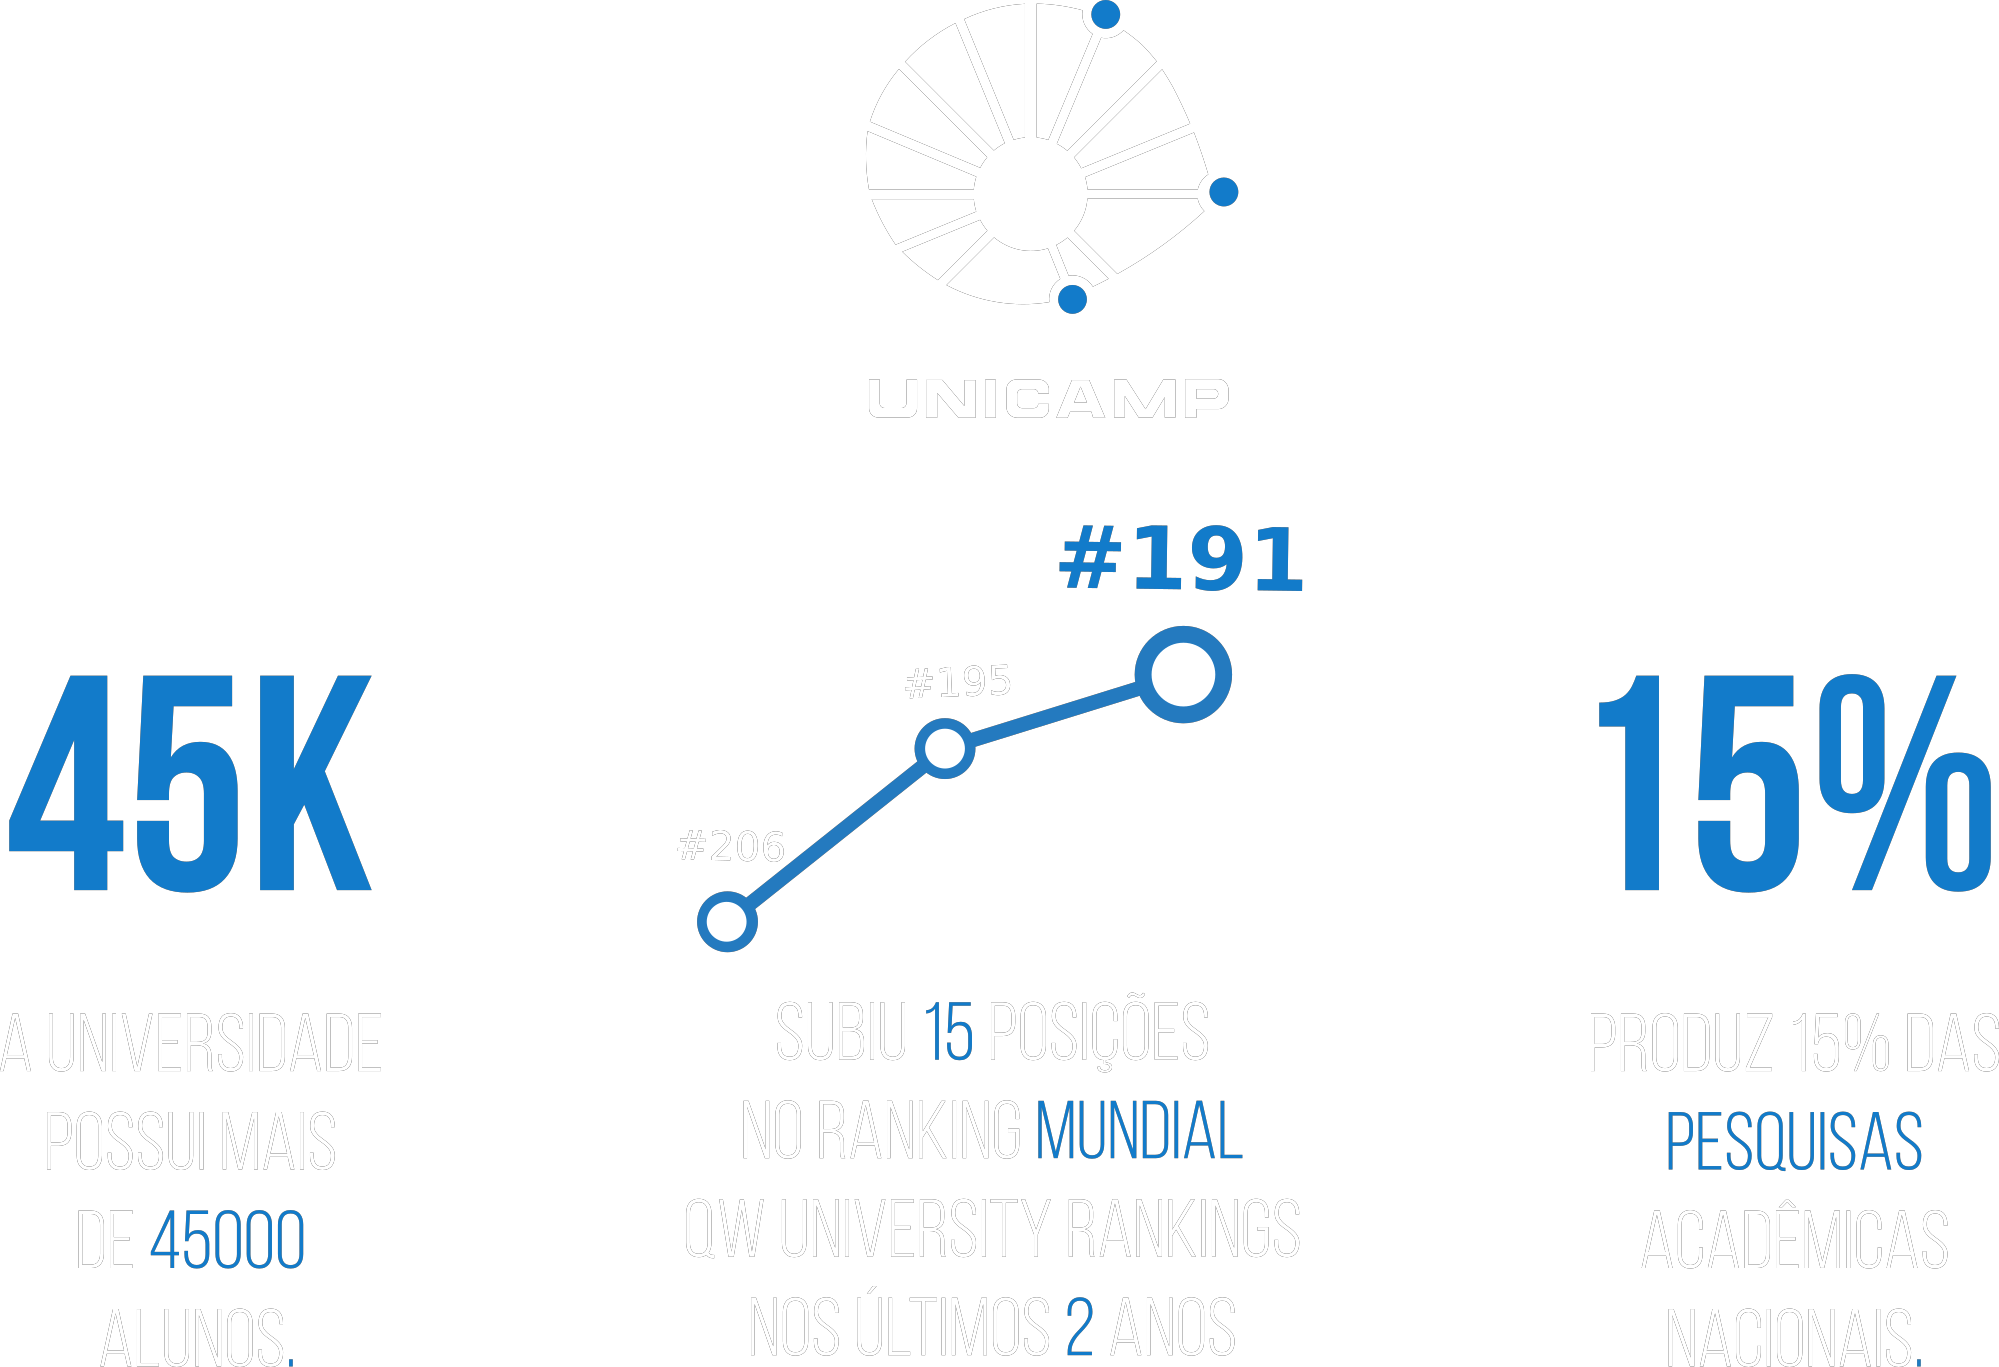 UNICAMP
45K
A UNIVERSIDADE
POSSUI MAIS
DE 45000
ALUNOS.
#206
#195
#191
SUBIU 15 POSIÇÕES
NO RANKING MUNDIAL
QW UNIVERSITY RANKINGS
NOS ÚLTIMOS 2 ANOS
15%
PRODUZ 15% DAS
PESQUISAS
ACADÊMICAS
NACIONAIS.